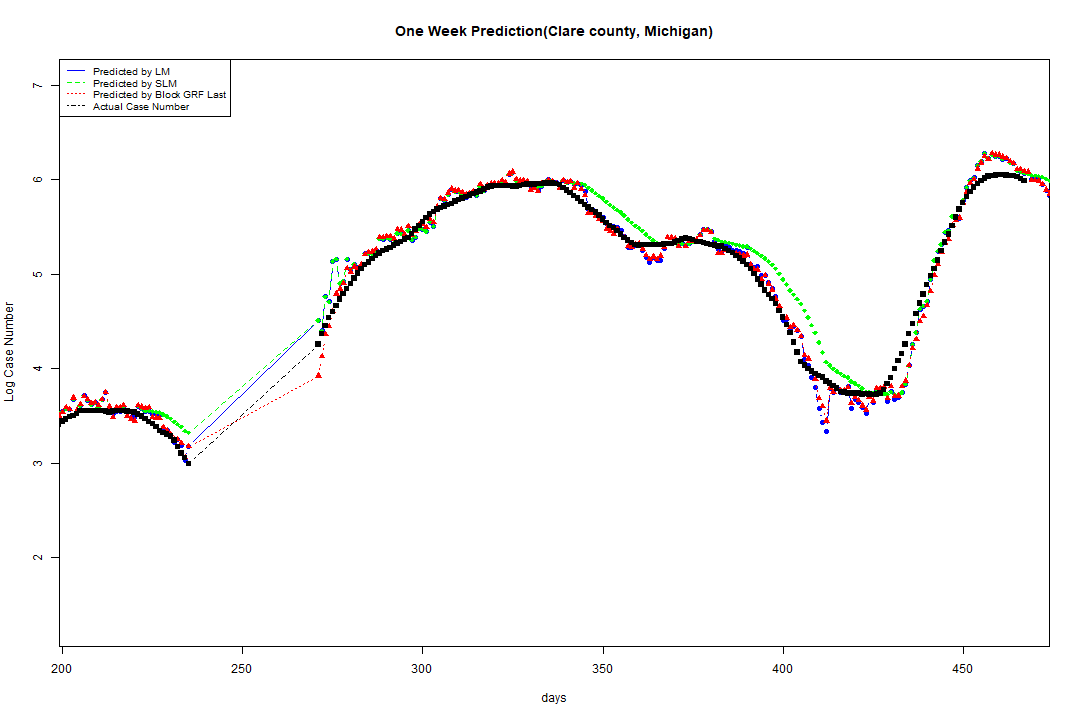 One Week Prediction(Clare county, Michigan)
Predicted by LM
Predicted by SLM
Predicted by Block GRF Last
Actual Case Number
7
6
5
4
3
2
Log Case Number
200 250 300 350 400 450
days